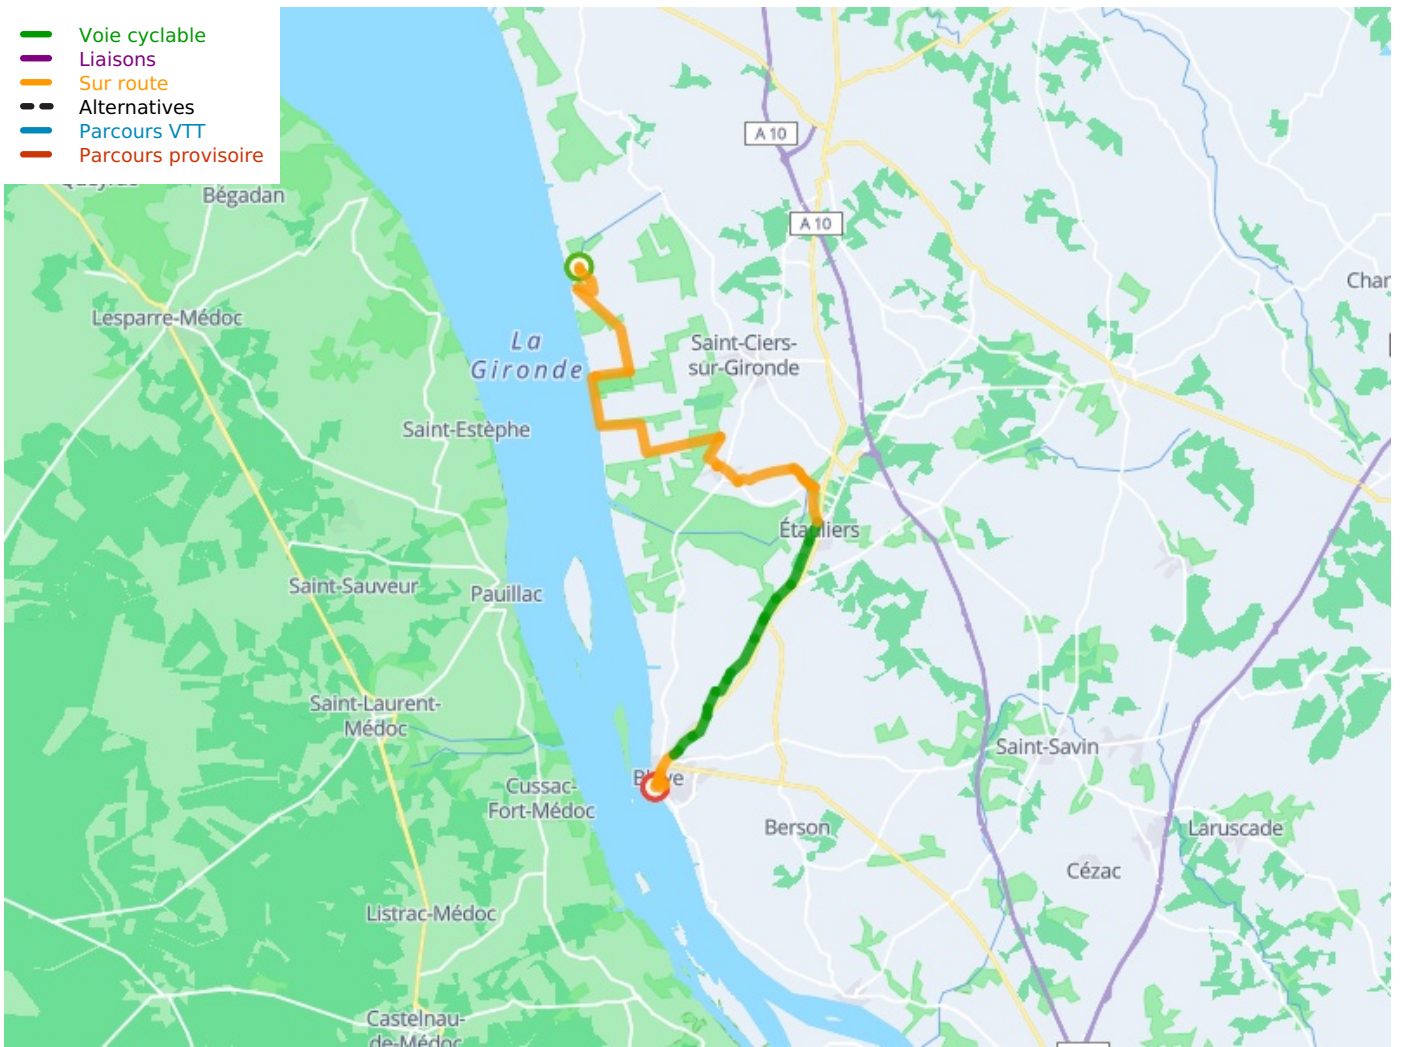 Voie cyclable
Liaisons
Sur route
Alternatives
Parcours VTT
Parcours provisoire
A 10
Bégadan
A 10
Char
Lesparre-Médoc
La
Gironde
Saint-Ciers-
sur-Gironde
Saint-Estèphe
Étauliers
Saint-Sauveur
Pauillac
Saint-Laurent-
Médoc
Saint-Savin
Blaye
Cussac-
Fort-Médoc
Berson
Laruscade
Cézac
Listrac-Médoc
Castelnau-
de-Médoc